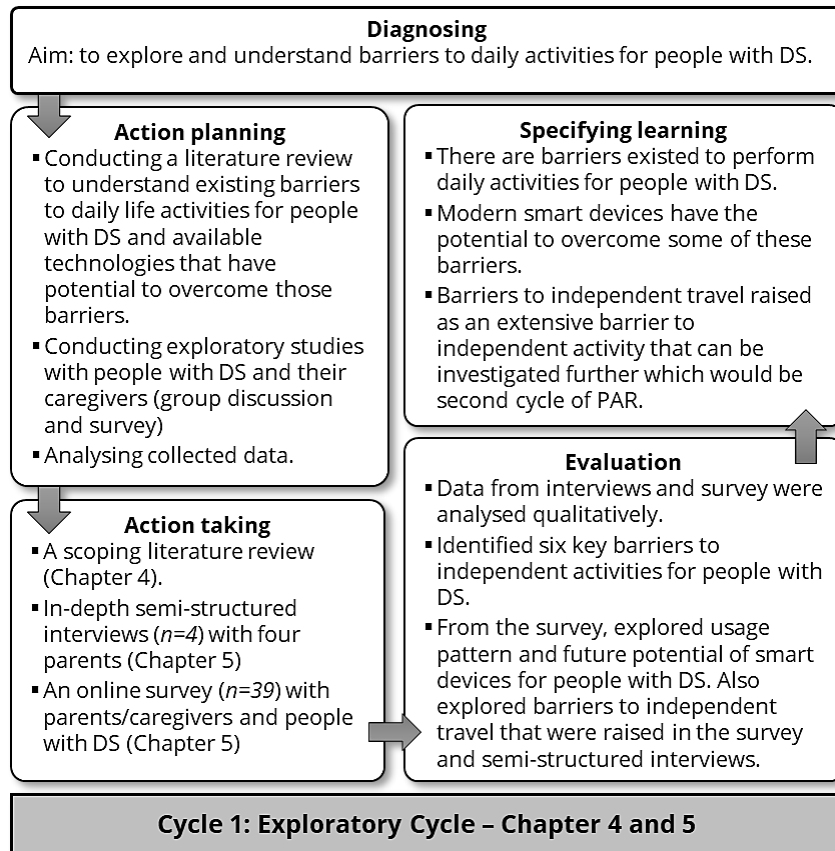 Diagnosing
Aim: to explore and understand barriers to daily activities for people with DS.
Action planning
▪ Conducting a literature review
to understand existing barriers
to daily life activities for people
with DS and available
technologies that have
potential to overcome those
barriers.
▪ Conducting exploratory studies
with people with DS and their
caregivers (group discussion
and survey)
▪ Analysing collected data.
Action taking
▪ A scoping literature review
(Chapter 4).
▪ In-depth semi-structured
interviews (n=4) with four
parents (Chapter 5)
▪ An online survey (n=39) with
parents/caregivers and people
with DS (Chapter 5)
Evaluation
▪ Data from interviews and survey were
analysed qualitatively.
▪ Identified six key barriers to
independent activities for people with
DS.
▪ From the survey, explored usage
pattern and future potential of smart
devices for people with DS. Also
explored barriers to independent
travel that were raised in the survey
and semi-structured interviews.
Specifying learning
▪ There are barriers existed to perform
daily activities for people with DS.
▪ Modern smart devices have the
potential to overcome some of these
barriers.
▪ Barriers to independent travel raised
as an extensive barrier to
independent activity that can be
investigated further which would be
second cycle of PAR.
Cycle 1: Exploratory Cycle – Chapter 4 and 5